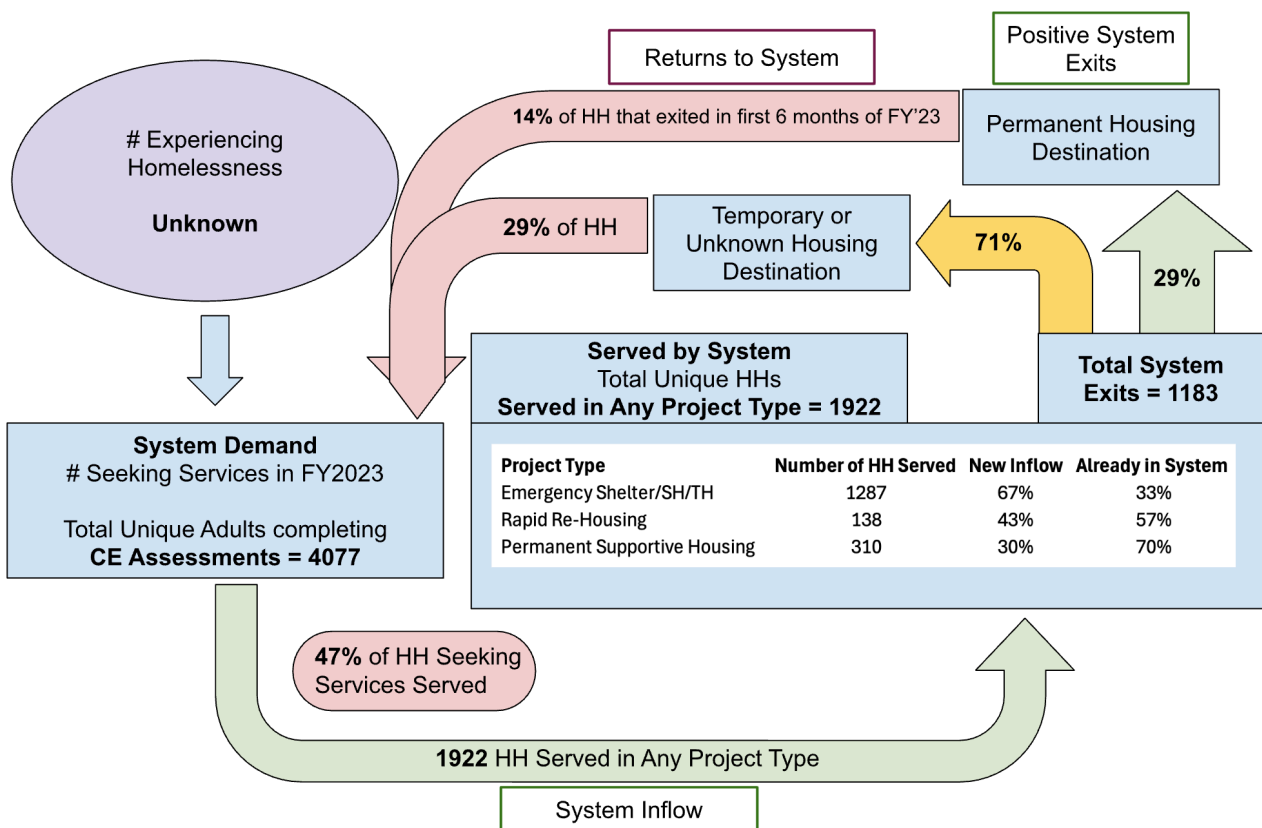 Returns to System
Positive System
Exits
# Experiencing
Homelessness
Unknown
14% of HH that exited in first 6 months of FY'23
Permanent Housing
Destination
29% of HH
Temporary or
Unknown Housing
Destination
71%
29%
Served by System
Total Unique HHs
Served in Any Project Type = 1922
Total System
Exits = 1183
System Demand
# Seeking Services in FY2023
Total Unique Adults completing
CE Assessments = 4077
Project Type Number of HH Served New Inflow Already in System
Emergency Shelter/SH/TH 1287 67% 33%
Rapid Re-Housing 138 43% 57%
Permanent Supportive Housing 310 30% 70%
47% of HH Seeking
Services Served
1922 HH Served in Any Project Type
System Inflow